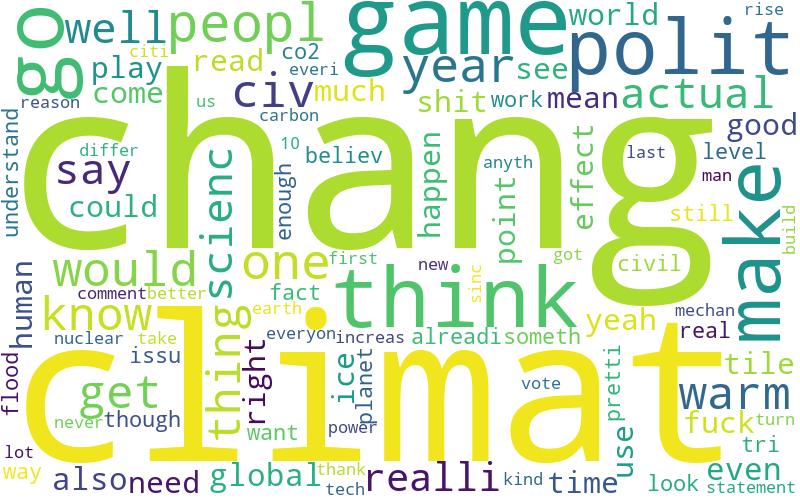 go well peopl game world rise
citi co2 polit
play read everi year see
reason come us civ much shit work mean actual
carbon good
understand differ 10 believ anyth last level
say chang man
could scienc enough happen point effect still make build
would one first new got civil
human comment better fact think sinc
know earth yeah mechan
nuclear take thing everyon increas alreadi someth real
flood issu right ice planet climat pretti tile
get vote warm
never though want power fuck turn
lot use tri
way also need global thank realli kind time look even
tech statement